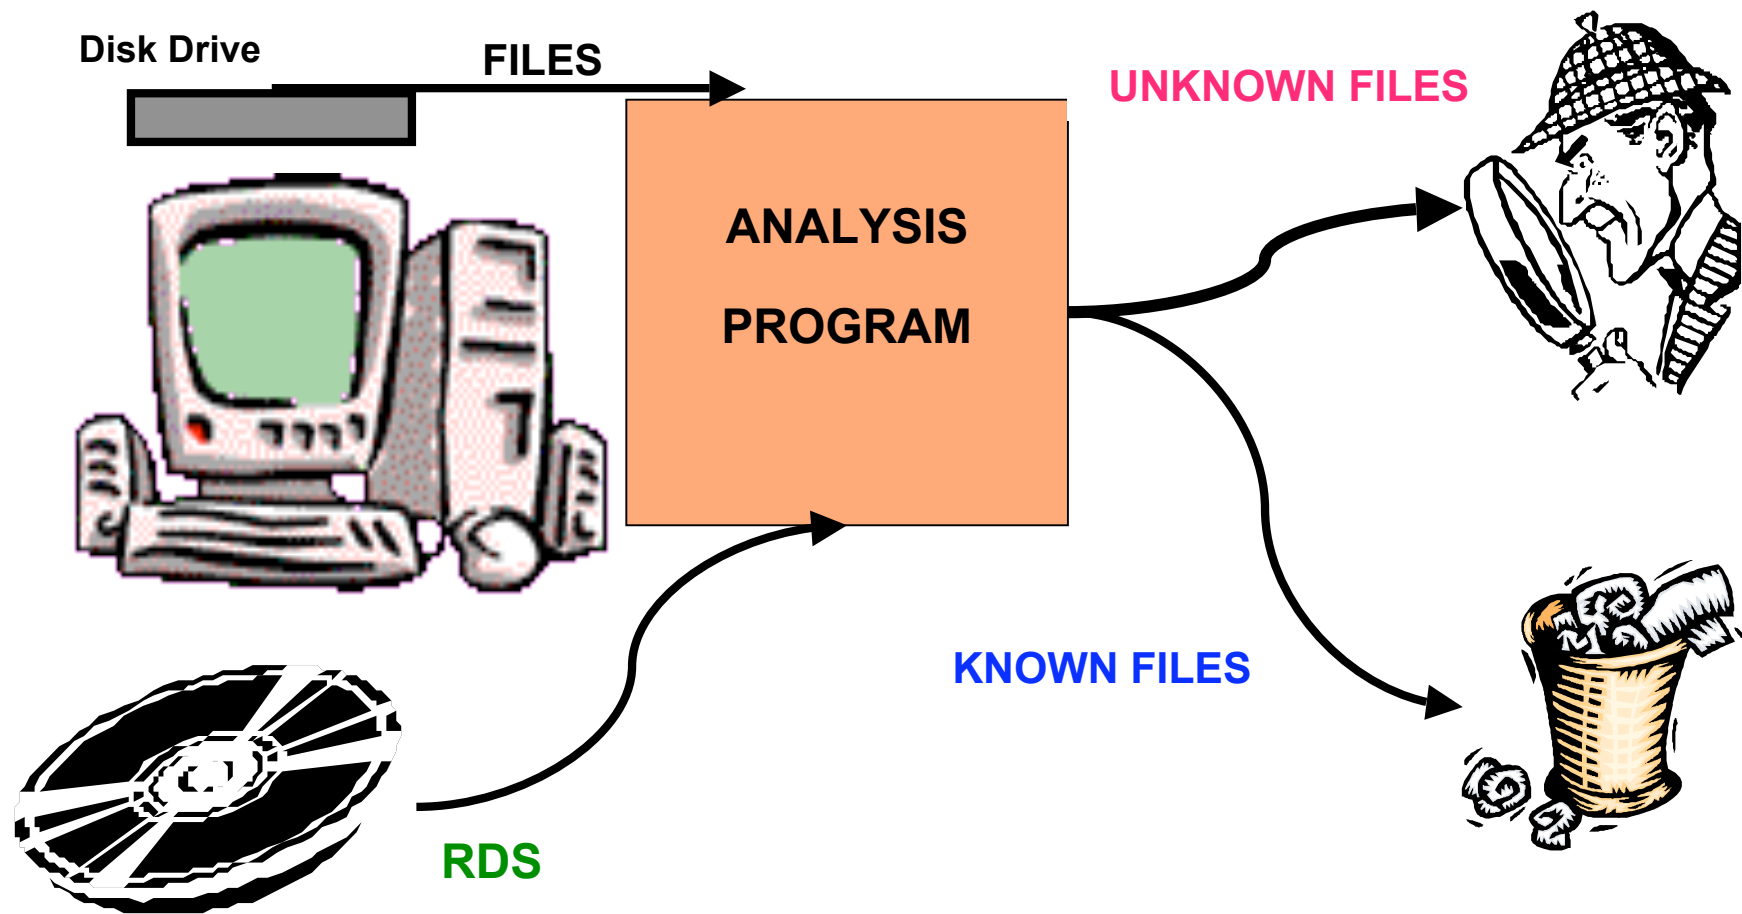 Disk Drive
FILES
UNKNOWN FILES
ANALYSIS
PROGRAM
KNOWN FILES
RDS